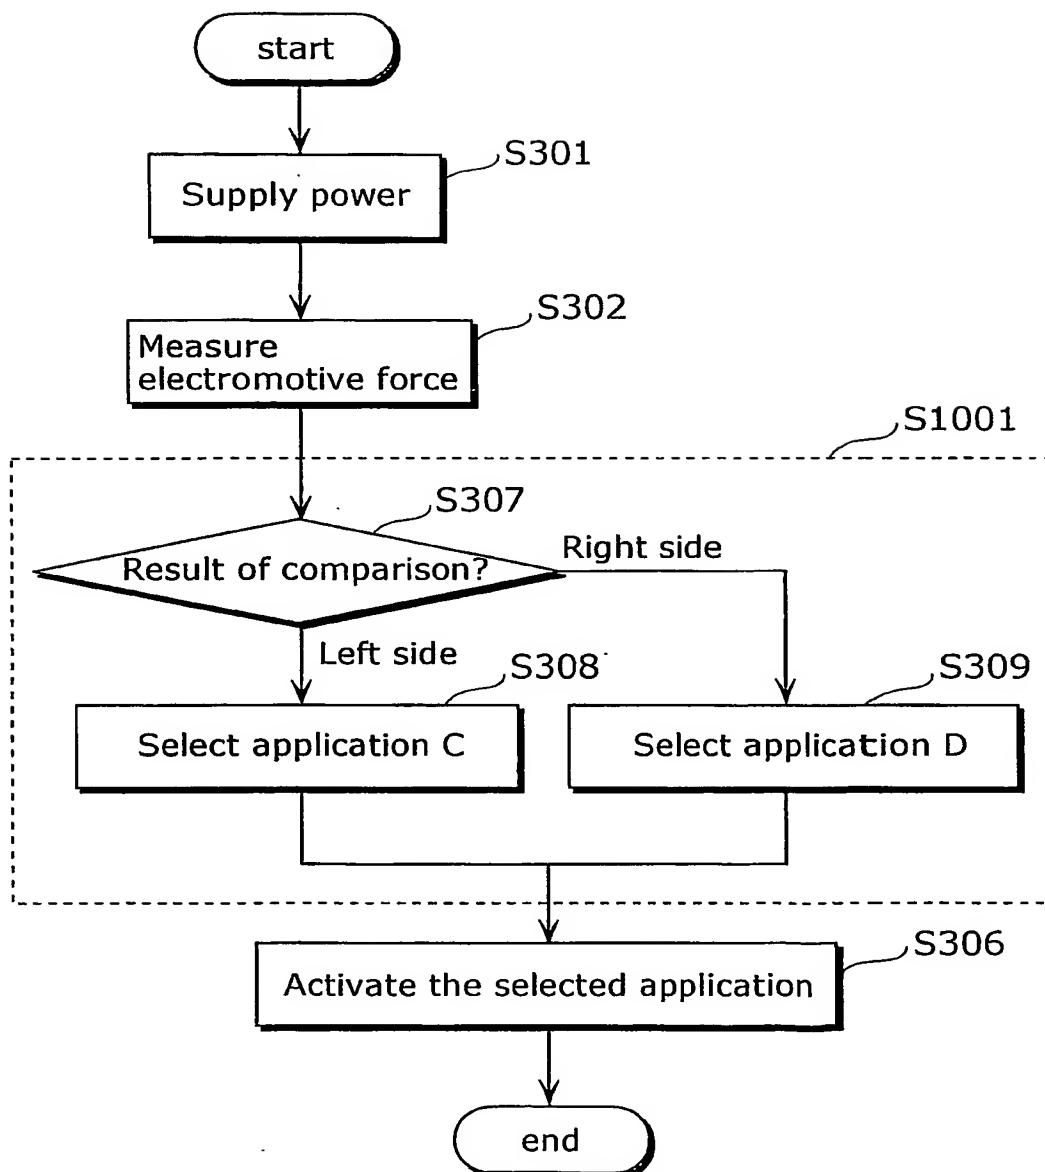 start
S301
Supply power
S302
Measure
electromotive force
S1001
S307
Right side
Result of comparison?
Left side
S308
S309
Select application C
Select application D
S306
Activate the selected application
end